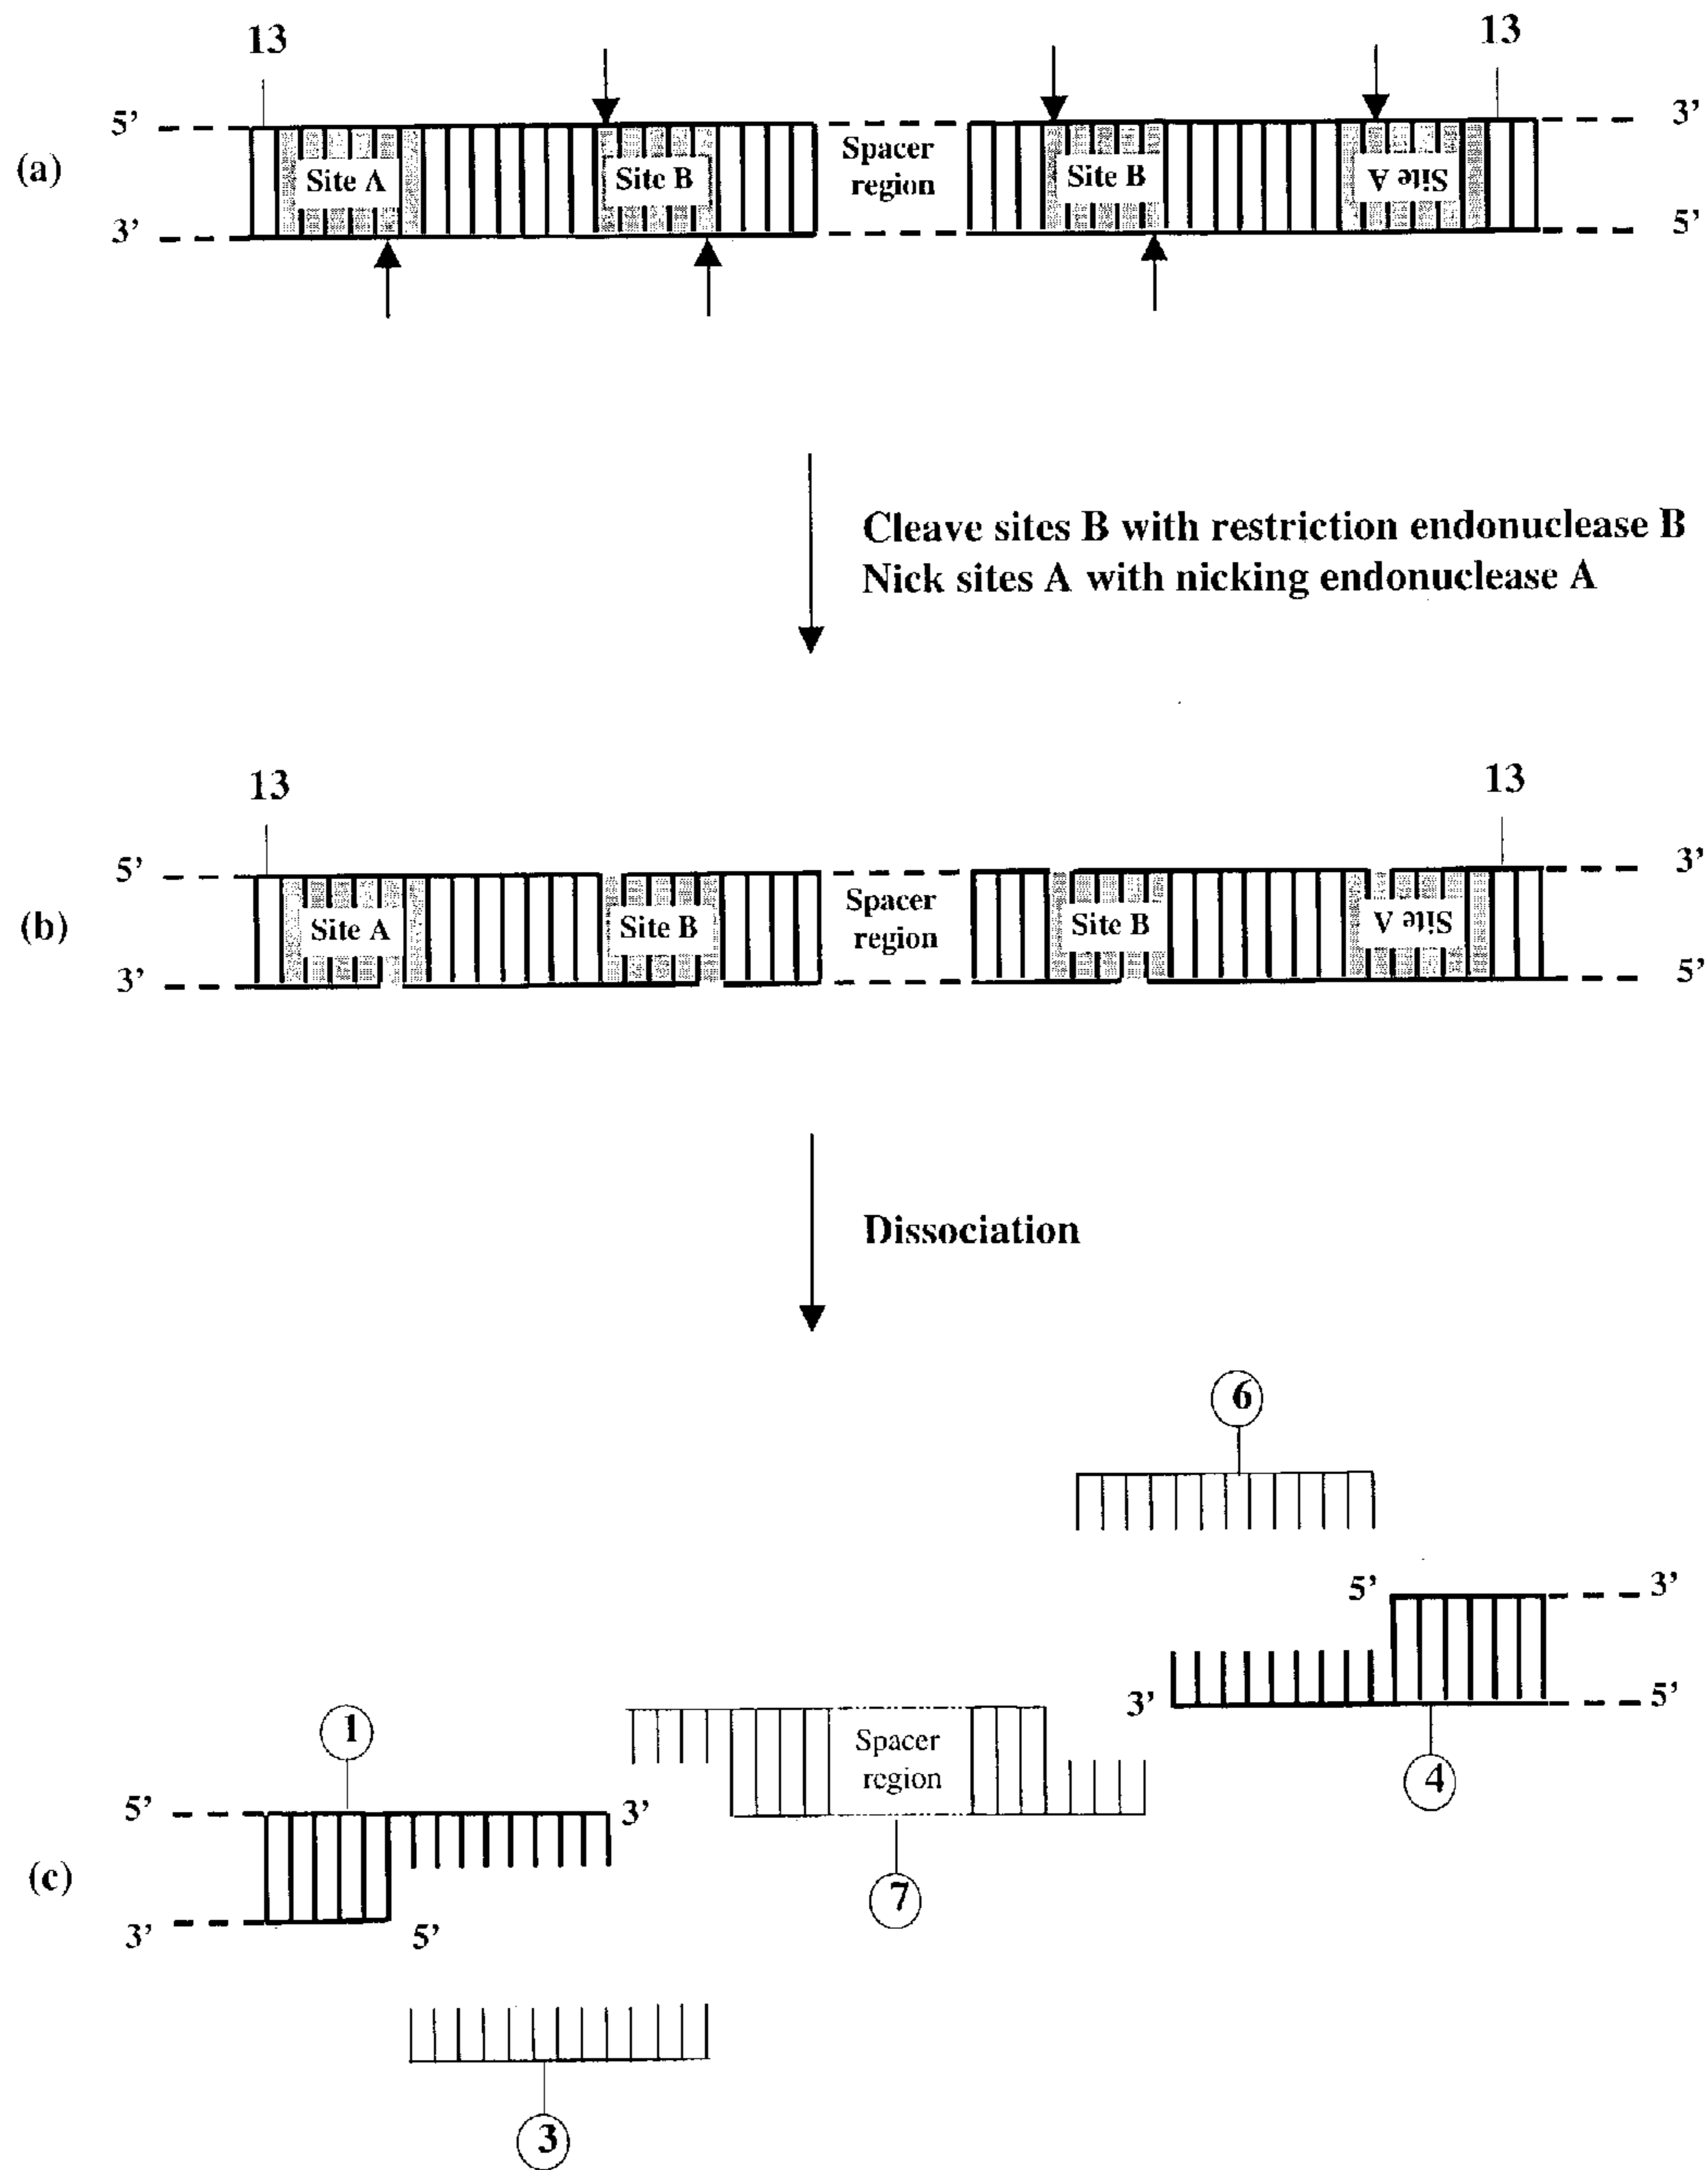 13 13
5’ 3’
(a) Site A Site B Spacer region Site B Site A
3’ 5’
Cleave sites B with restriction endonuclease B
Nick sites A with nicking endonuclease A
13 13
5’ 3’
(b) Site A Site B Spacer region Site B Site A
3’ 5’
Dissociation
6
5’ 3’
3’ 5’
1
Spacer
region
4
5’ 3’
7
(c)
3’ 5’
3